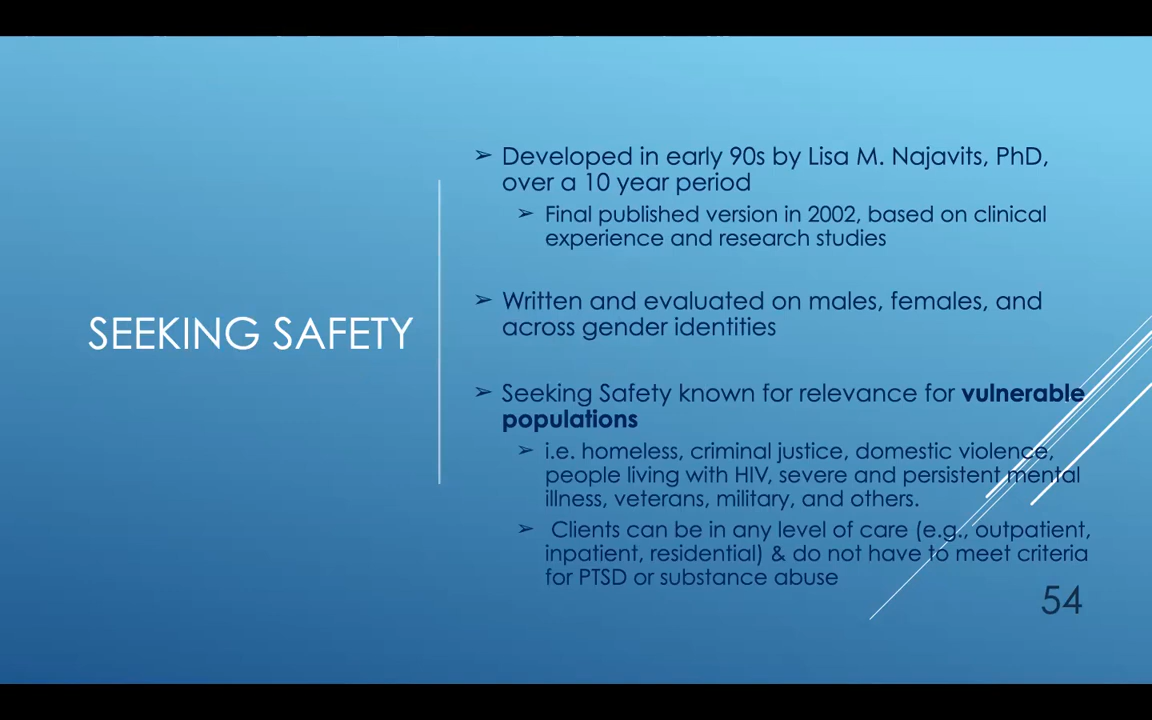 SEEKING SAFETY
➢ Developed in early 90s by Lisa M. Najavits, PhD,
over a 10 year period
➢ Final published version in 2002, based on clinical
experience and research studies
➢ Written and evaluated on males, females, and
across gender identities
➢ Seeking Safety known for relevance for vulnerable
populations
➢ i.e. homeless, criminal justice, domestic violence,
people living with HIV, severe and persistent mental
illness, veterans, military, and others.
➢ Clients can be in any level of care (e.g., outpatient,
inpatient, residential) & do not have to meet criteria
for PTSD or substance abuse
54